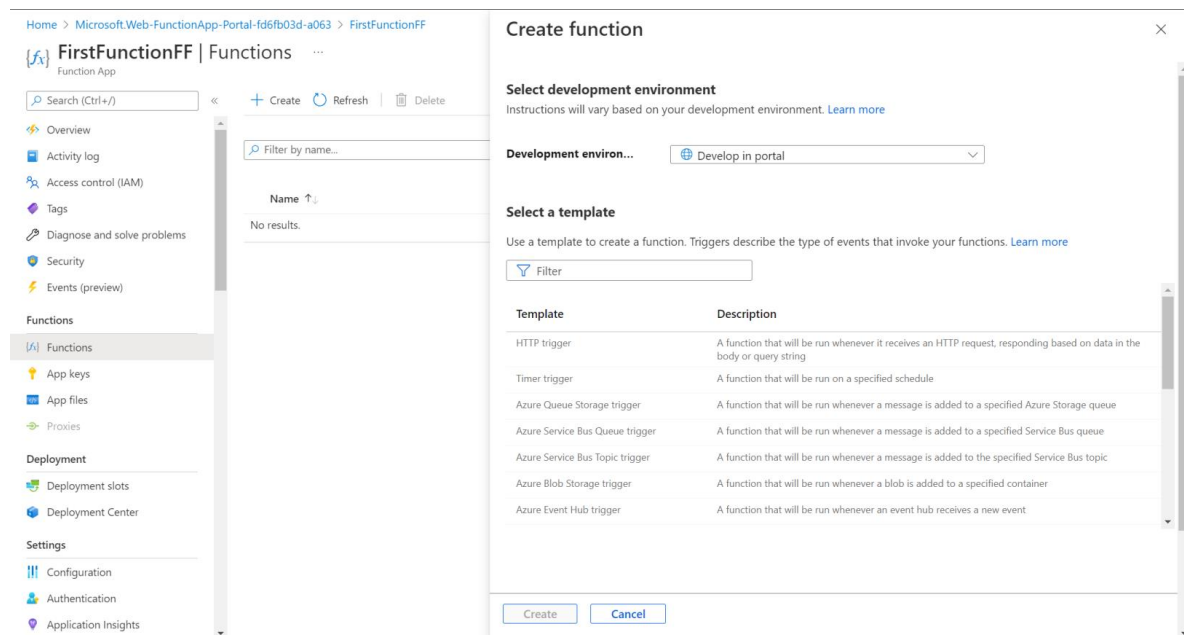 Home > Microsoft.Web-FunctionApp-Portal-fd6fb03d-a063 > FirstFunctionFF
{fx} FirstFunctionFF | Functions ...
Function App
Search (Ctrl+/) «
Overview
Activity log
Access control (IAM)
Tags
Diagnose and solve problems
Security
Events (preview)
Functions
Functions
App keys
App files
Proxies
Deployment
Deployment slots
Deployment Center
Settings
Configuration
Authentication
Application Insights
+ Create Refresh | Delete
Filter by name...
Name ↑↓
No results.
Create function
Select development environment
Instructions will vary based on your development environment. Learn more
Development environ... Develop in portal
Select a template
Use a template to create a function. Triggers describe the type of events that invoke your functions. Learn more
Filter
Template Description
HTTP trigger A function that will be run whenever it receives an HTTP request, responding based on data in the
body or query string
Timer trigger A function that will be run on a specified schedule
Azure Queue Storage trigger A function that will be run whenever a message is added to a specified Azure Storage queue
Azure Service Bus Queue trigger A function that will be run whenever a message is added to a specified Service Bus queue
Azure Service Bus Topic trigger A function that will be run whenever a message is added to the specified Service Bus topic
Azure Blob Storage trigger A function that will be run whenever a blob is added to a specified container
Azure Event Hub trigger A function that will be run whenever an event hub receives a new event
Create Cancel